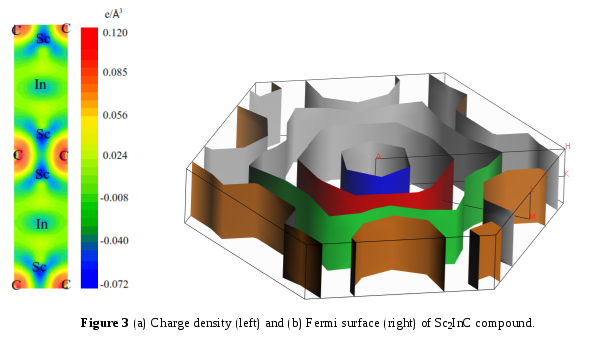 e/Å³
C C
Sc
In
Sc
C C
Sc
In
Sc
C C
0.120
0.085
0.056
0.024
-0.008
-0.040
-0.072
A
H
K
M
Figure 3 (a) Charge density (left) and (b) Fermi surface (right) of Sc₂InC compound.